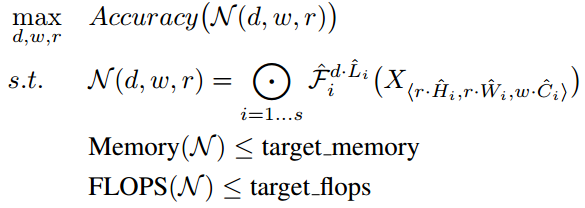 max_{d,w,r} Accuracy(𝒩(d, w, r))
s.t. 𝒩(d, w, r) = ⨀_{i=1...s} 𝓕̂_i^{d·L̂_i}(X_{⟨r·Ĥ_i, r·Ŵ_i, w·Ĉ_i⟩})
Memory(𝒩) ≤ target_memory
FLOPS(𝒩) ≤ target_flops